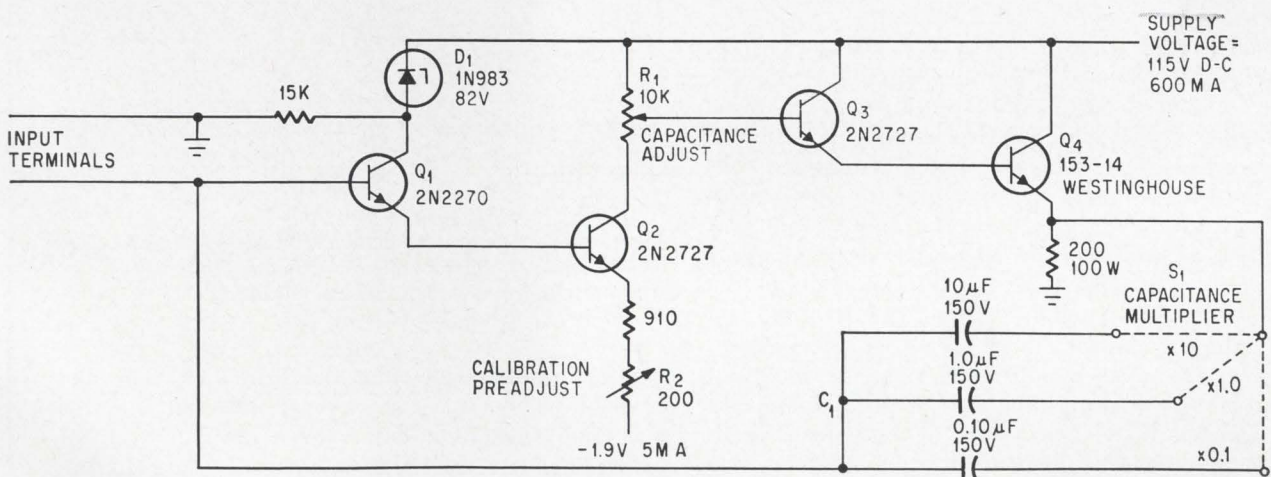 SUPPLY
VOLTAGE=
115V D-C
600 MA
D1
1N983
82V
15K
R1
10K
CAPACITANCE
ADJUST
Q3
2N2727
INPUT
TERMINALS
Q1
2N2270
Q4
153-14
WESTINGHOUSE
Q2
2N2727
200
100W
S1
CAPACITANCE
MULTIPLIER
10µF
150V
910
x10
CALIBRATION
PREADJUST
R2
200
1.0µF
150V
x1.0
C1
0.10µF
150V
-1.9V 5MA
x0.1